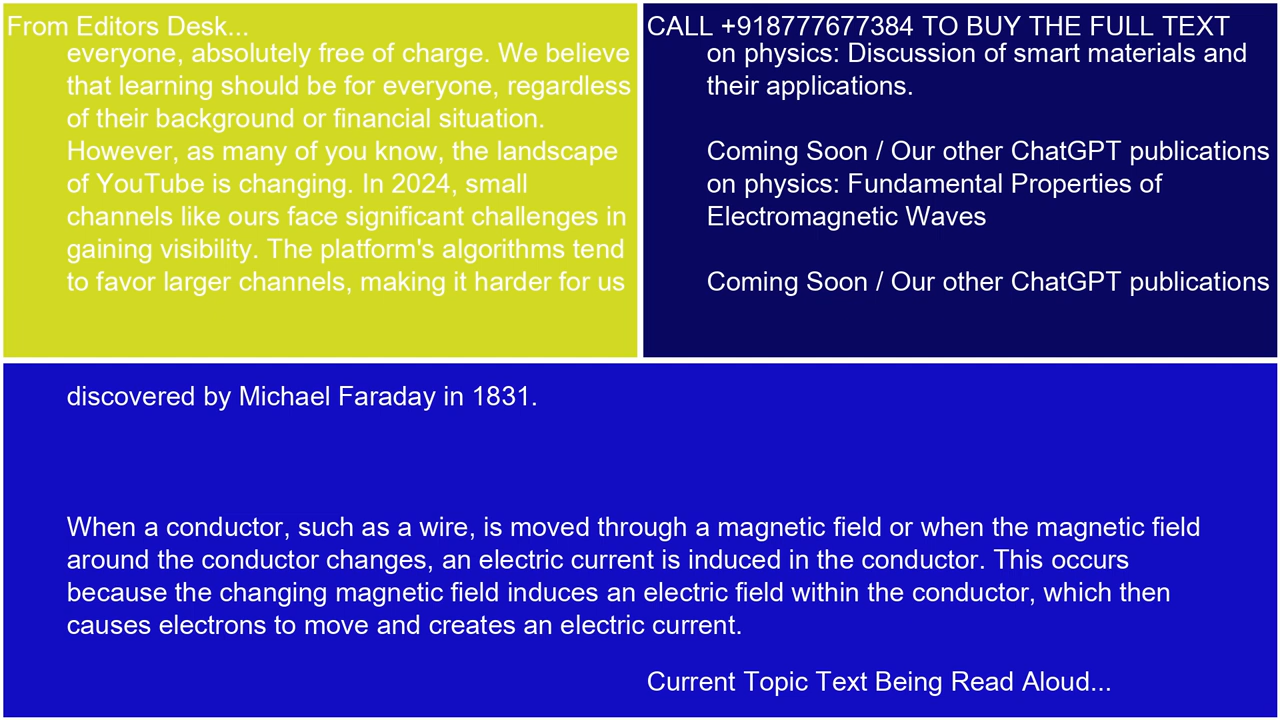 From Editors Desk...
everyone, absolutely free of charge. We believe
that learning should be for everyone, regardless
of their background or financial situation.
However, as many of you know, the landscape
of YouTube is changing. In 2024, small
channels like ours face significant challenges in
gaining visibility. The platform's algorithms tend
to favor larger channels, making it harder for us
CALL +918777677384 TO BUY THE FULL TEXT
on physics: Discussion of smart materials and
their applications.
Coming Soon / Our other ChatGPT publications
on physics: Fundamental Properties of
Electromagnetic Waves
Coming Soon / Our other ChatGPT publications
discovered by Michael Faraday in 1831.
When a conductor, such as a wire, is moved through a magnetic field or when the magnetic field
around the conductor changes, an electric current is induced in the conductor. This occurs
because the changing magnetic field induces an electric field within the conductor, which then
causes electrons to move and creates an electric current.
Current Topic Text Being Read Aloud...